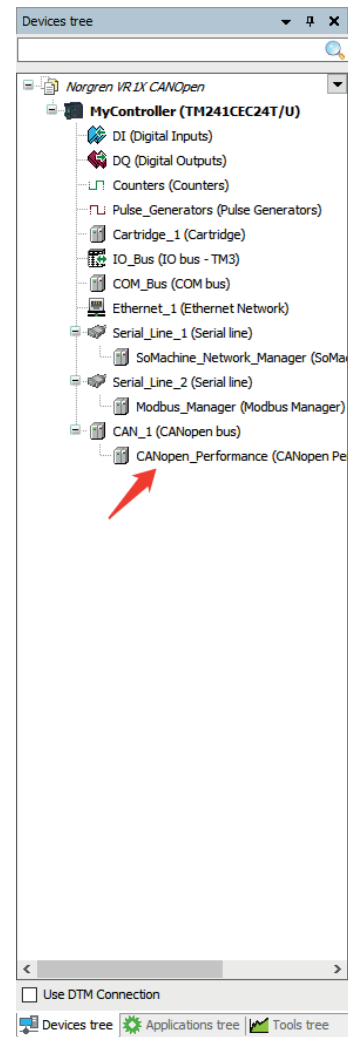 Devices tree
Norgren VR1X CANOpen
MyController (TM241CEC24T/U)
DI (Digital Inputs)
DQ (Digital Outputs)
Counters (Counters)
Pulse_Generators (Pulse Generators)
Cartridge_1 (Cartridge)
IO_Bus (IO bus - TM3)
COM_Bus (COM bus)
Ethernet_1 (Ethernet Network)
Serial_Line_1 (Serial line)
SoMachine_Network_Manager (SoMa
Serial_Line_2 (Serial line)
Modbus_Manager (Modbus Manager)
CAN_1 (CANopen bus)
CANopen_Performance (CANopen Pe
Use DTM Connection
Devices tree Applications tree Tools tree